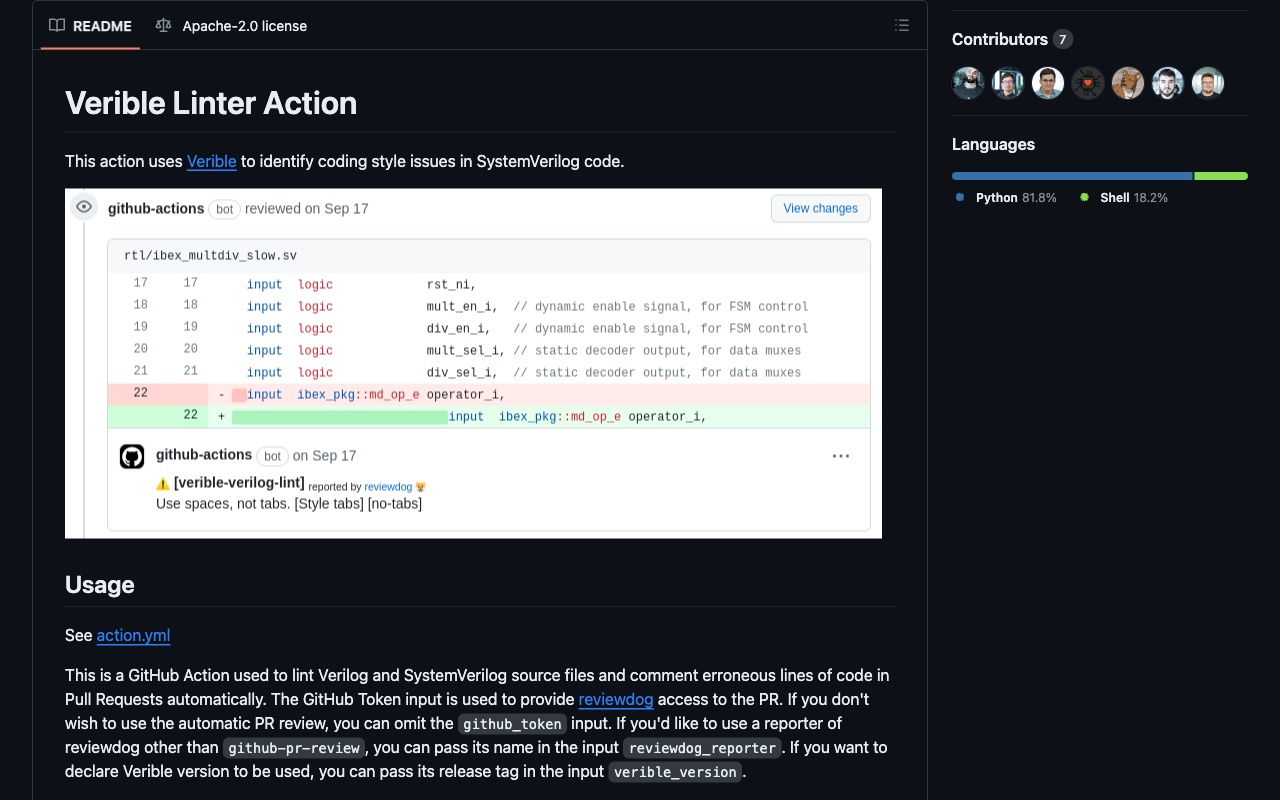 README
Apache-2.0 license
Verible Linter Action
This action uses Verible to identify coding style issues in SystemVerilog code.
github-actions bot reviewed on Sep 17
View changes
rtl/ibex_multdiv_slow.sv
17 17 input logic rst_ni,
18 18 input logic mult_en_i, // dynamic enable signal, for FSM control
19 19 input logic div_en_i, // dynamic enable signal, for FSM control
20 20 input logic mult_sel_i, // static decoder output, for data muxes
21 21 input logic div_sel_i, // static decoder output, for data muxes
22 - input ibex_pkg::md_op_e operator_i,
22 + input ibex_pkg::md_op_e operator_i,
github-actions bot on Sep 17
[verible-verilog-lint] reported by reviewdog
Use spaces, not tabs. [Style tabs] [no-tabs]
Usage
See action.yml
This is a GitHub Action used to lint Verilog and SystemVerilog source files and comment erroneous lines of code in
Pull Requests automatically. The GitHub Token input is used to provide reviewdog access to the PR. If you don't
wish to use the automatic PR review, you can omit the github_token input. If you'd like to use a reporter of
reviewdog other than github-pr-review, you can pass its name in the input reviewdog_reporter. If you want to
declare Verible version to be used, you can pass its release tag in the input verible_version.
Contributors 7
Languages
Python 81.8% Shell 18.2%